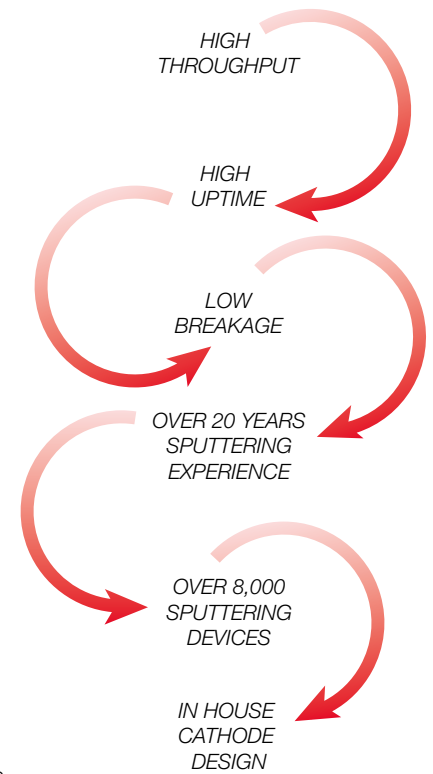 HIGH
THROUGHPUT
HIGH
UPTIME
LOW
BREAKAGE
OVER 20 YEARS
SPUTTERING
EXPERIENCE
OVER 8,000
SPUTTERING
DEVICES
IN HOUSE
CATHODE
DESIGN